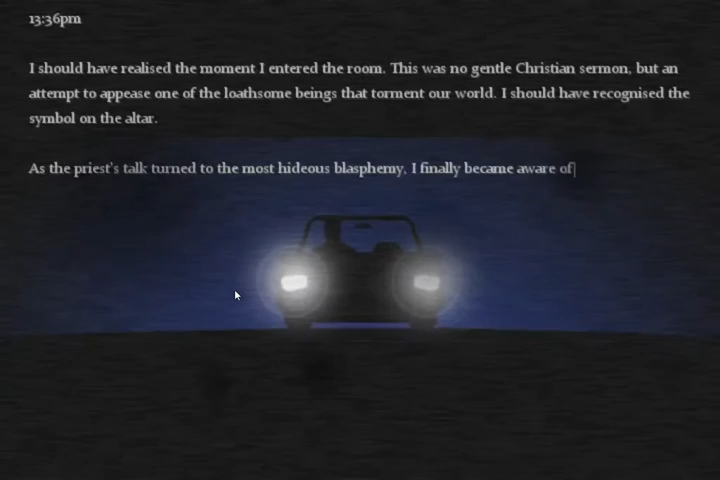 13:36pm
I should have realised the moment I entered the room. This was no gentle Christian sermon, but an
attempt to appease one of the loathsome beings that torment our world. I should have recognised the
symbol on the altar.
As the priest's talk turned to the most hideous blasphemy, I finally became aware of